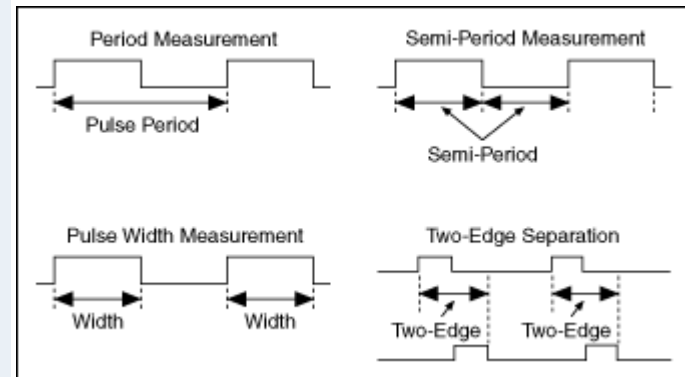 Period Measurement
Pulse Period
Semi-Period Measurement
Semi-Period
Pulse Width Measurement
Width
Width
Two-Edge Separation
Two-Edge
Two-Edge